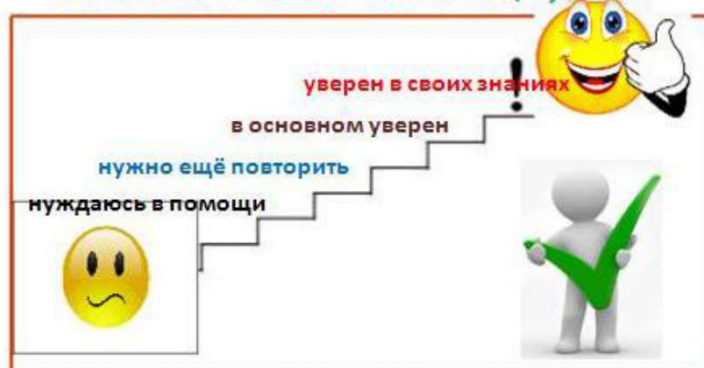 уверен в своих знаниях
!
в основном уверен
нужно ещё повторить
нуждаюсь в помощи